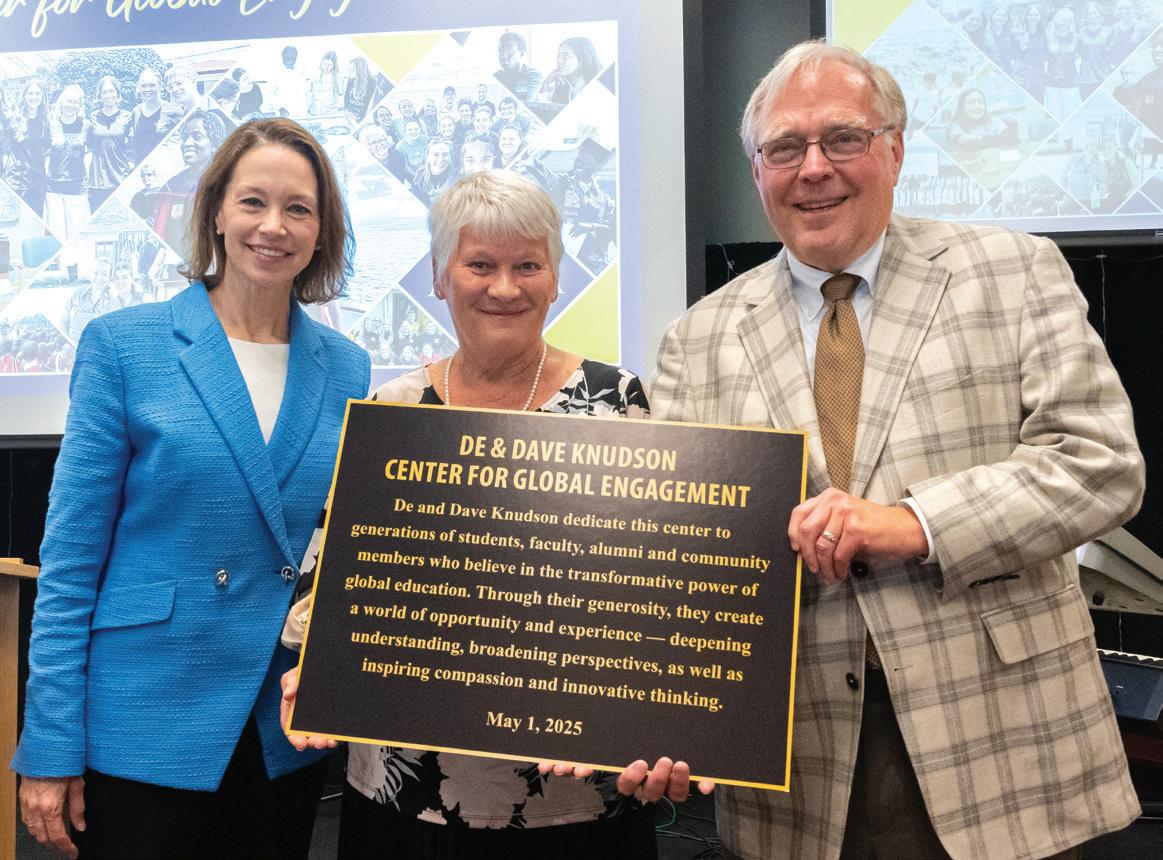 for Global Engag
DE & DAVE KNUDSON
CENTER FOR GLOBAL ENGAGEMENT
De and Dave Knudson dedicate this center to
generations of students, faculty, alumni and community
members who believe in the transformative power of
global education. Through their generosity, they create
a world of opportunity and experience — deepening
understanding, broadening perspectives, as well as
inspiring compassion and innovative thinking.
May 1, 2025